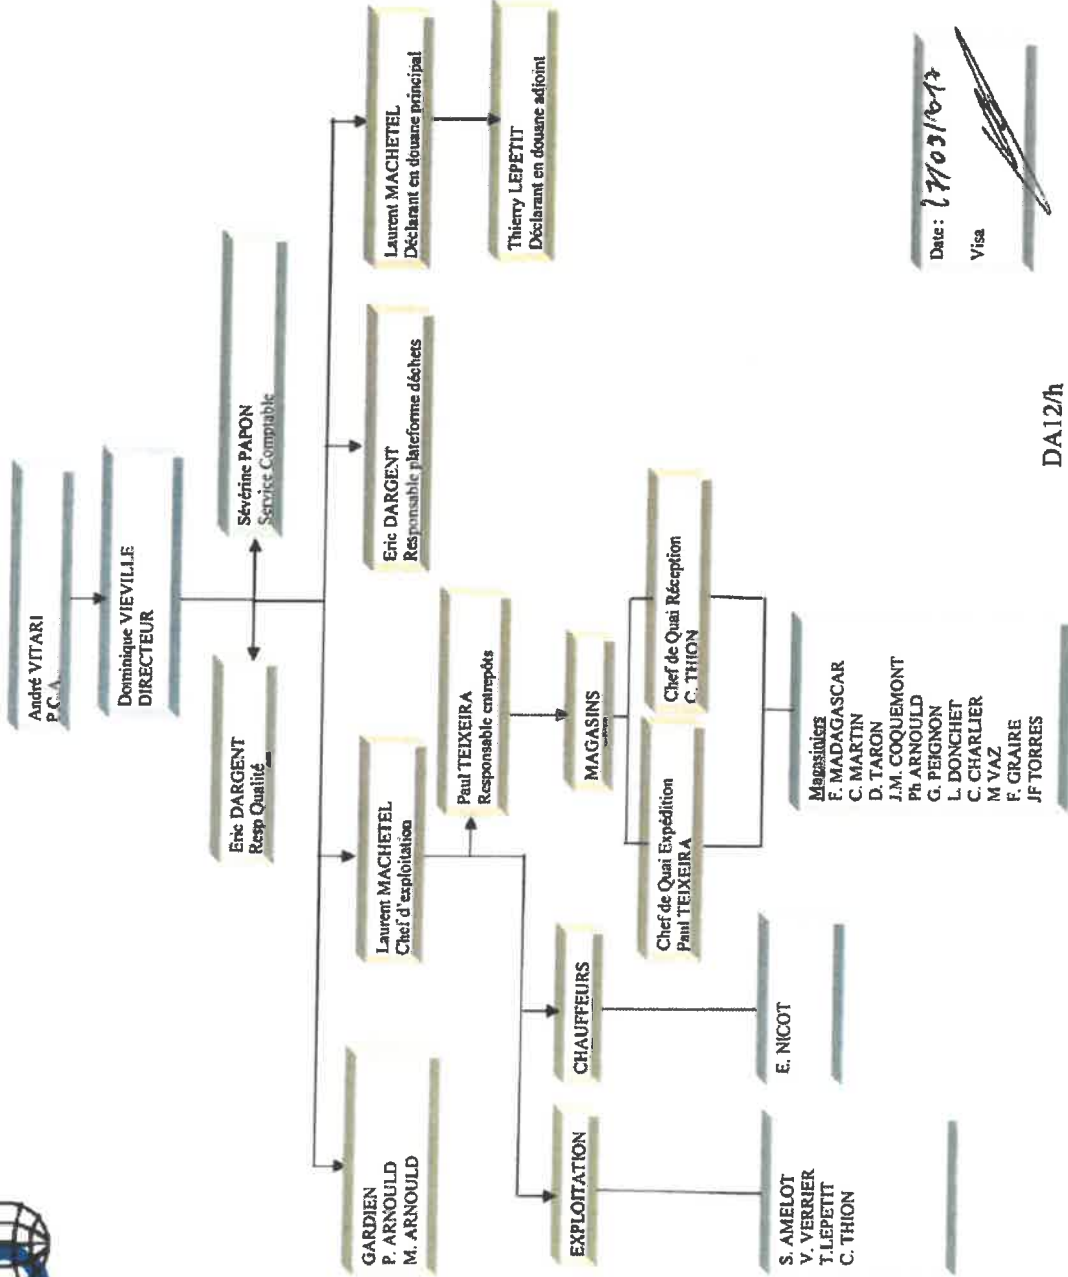 André VITARI
P.C.A.
Dominique VIEVILLE
DIRECTEUR
Eric DARGENT
Resp Qualité
Séverine PAPON
Service Comptable
GARDIEN
P. ARNOULD
M. ARNOULD
Laurent MACHETEL
Chef d'exploitation
Eric DARGENT
Responsable plateforme déchets
Laurent MACHETEL
Déclarant en douane principal
Paul TEIXEIRA
Responsable entrepôts
Thierry LEPETIT
Déclarant en douane adjoint
EXPLOITATION
CHAUFFEURS
MAGASINS
Chef de Quai Expédition
Paul TEIXEIRA
Chef de Quai Réception
C. THION
S. AMELOT
V. VERRIER
T.LEPETIT
C. THION
E. NICOT
Magasiniers
F. MADAGASCAR
C. MARTIN
D. TARON
J.M. COQUEMONT
Ph ARNOULD
G. PEIGNON
L. DONCHET
C. CHARLIER
M VAZ
F. GRAIRE
JF TORRES
Date :
Visa
DA12/h